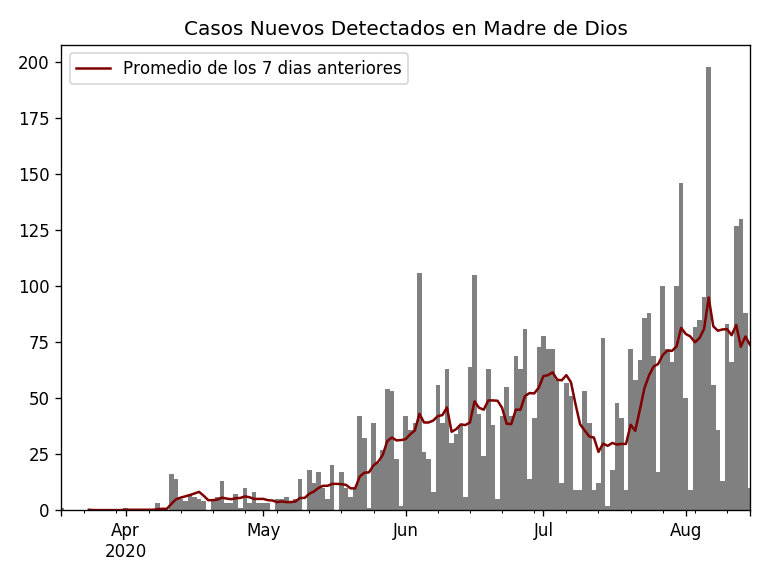 Casos Nuevos Detectados en Madre de Dios
Promedio de los 7 dias anteriores
200
175
150
125
100
75
50
25
0
Apr
2020
May
Jun
Jul
Aug